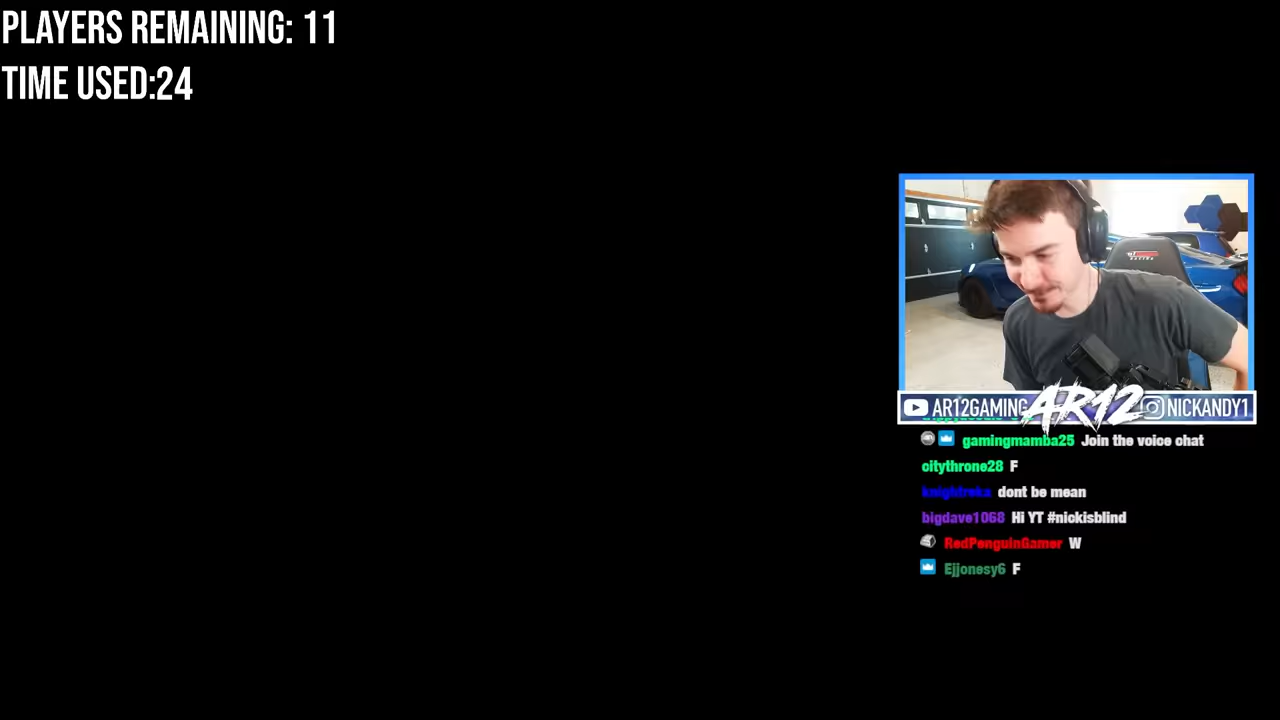 PLAYERS REMAINING: 11
TIME USED:24
AR12GAMING AR12 NICKANDY1
gamingmamba25 Join the voice chat
citythrone28 F
dont be mean
bigdave1068 Hi YT #nickisblind
RedPenguinGamer W
Ejjonesy6 F